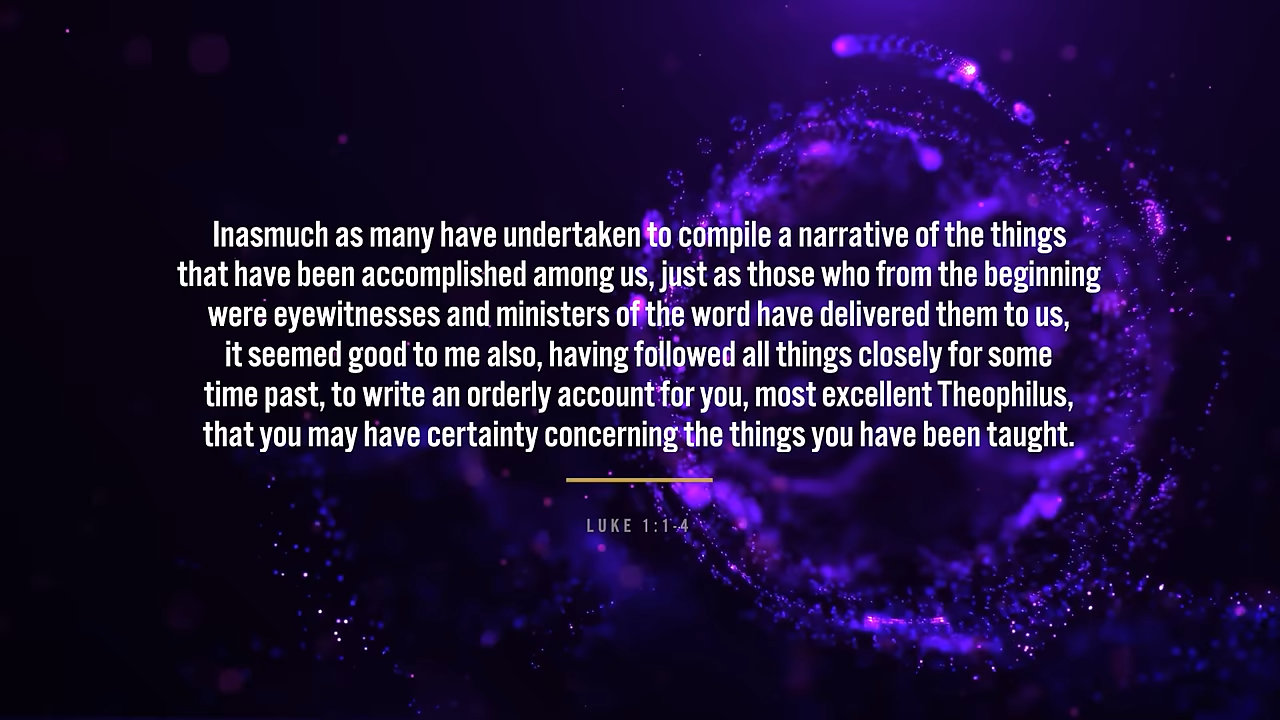 Inasmuch as many have undertaken to compile a narrative of the things
that have been accomplished among us, just as those who from the beginning
were eyewitnesses and ministers of the word have delivered them to us,
it seemed good to me also, having followed all things closely for some
time past, to write an orderly account for you, most excellent Theophilus,
that you may have certainty concerning the things you have been taught.
LUKE 1:1-4